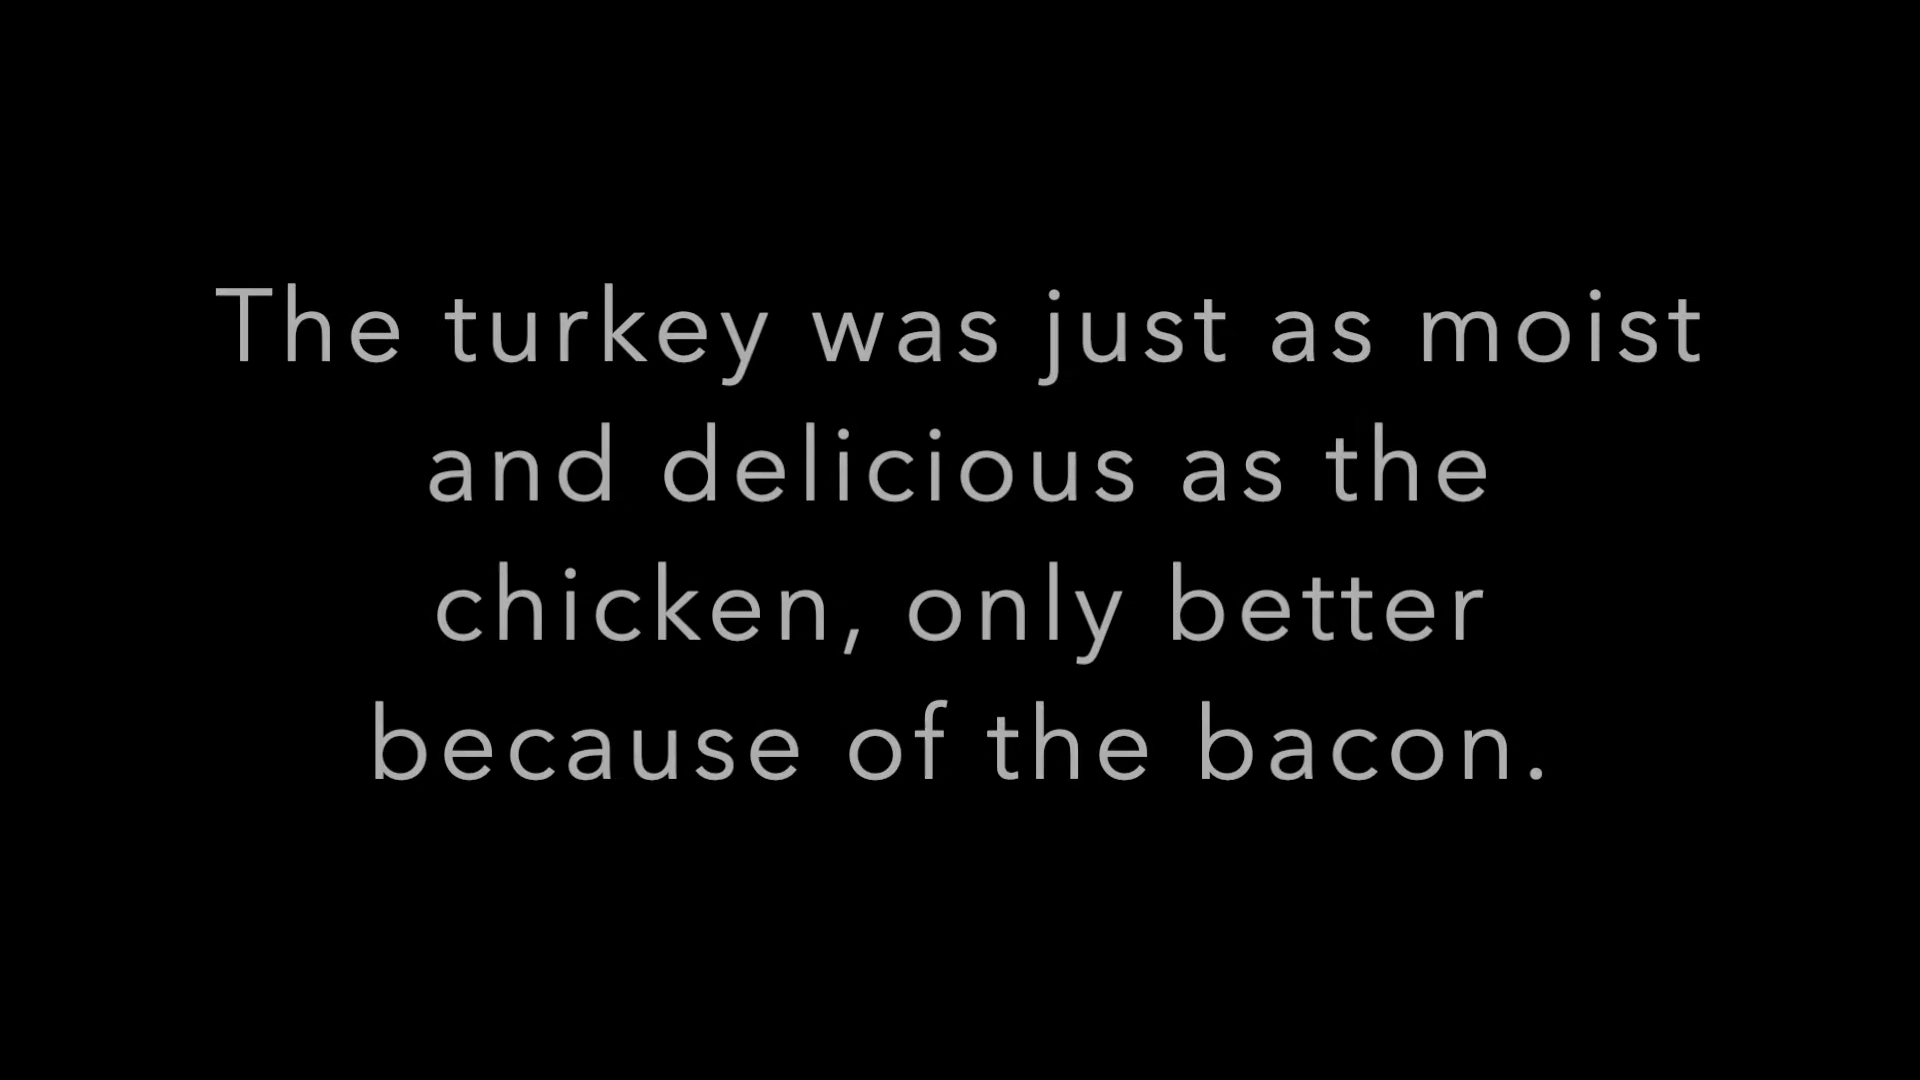 The turkey was just as moist
and delicious as the
chicken, only better
because of the bacon.